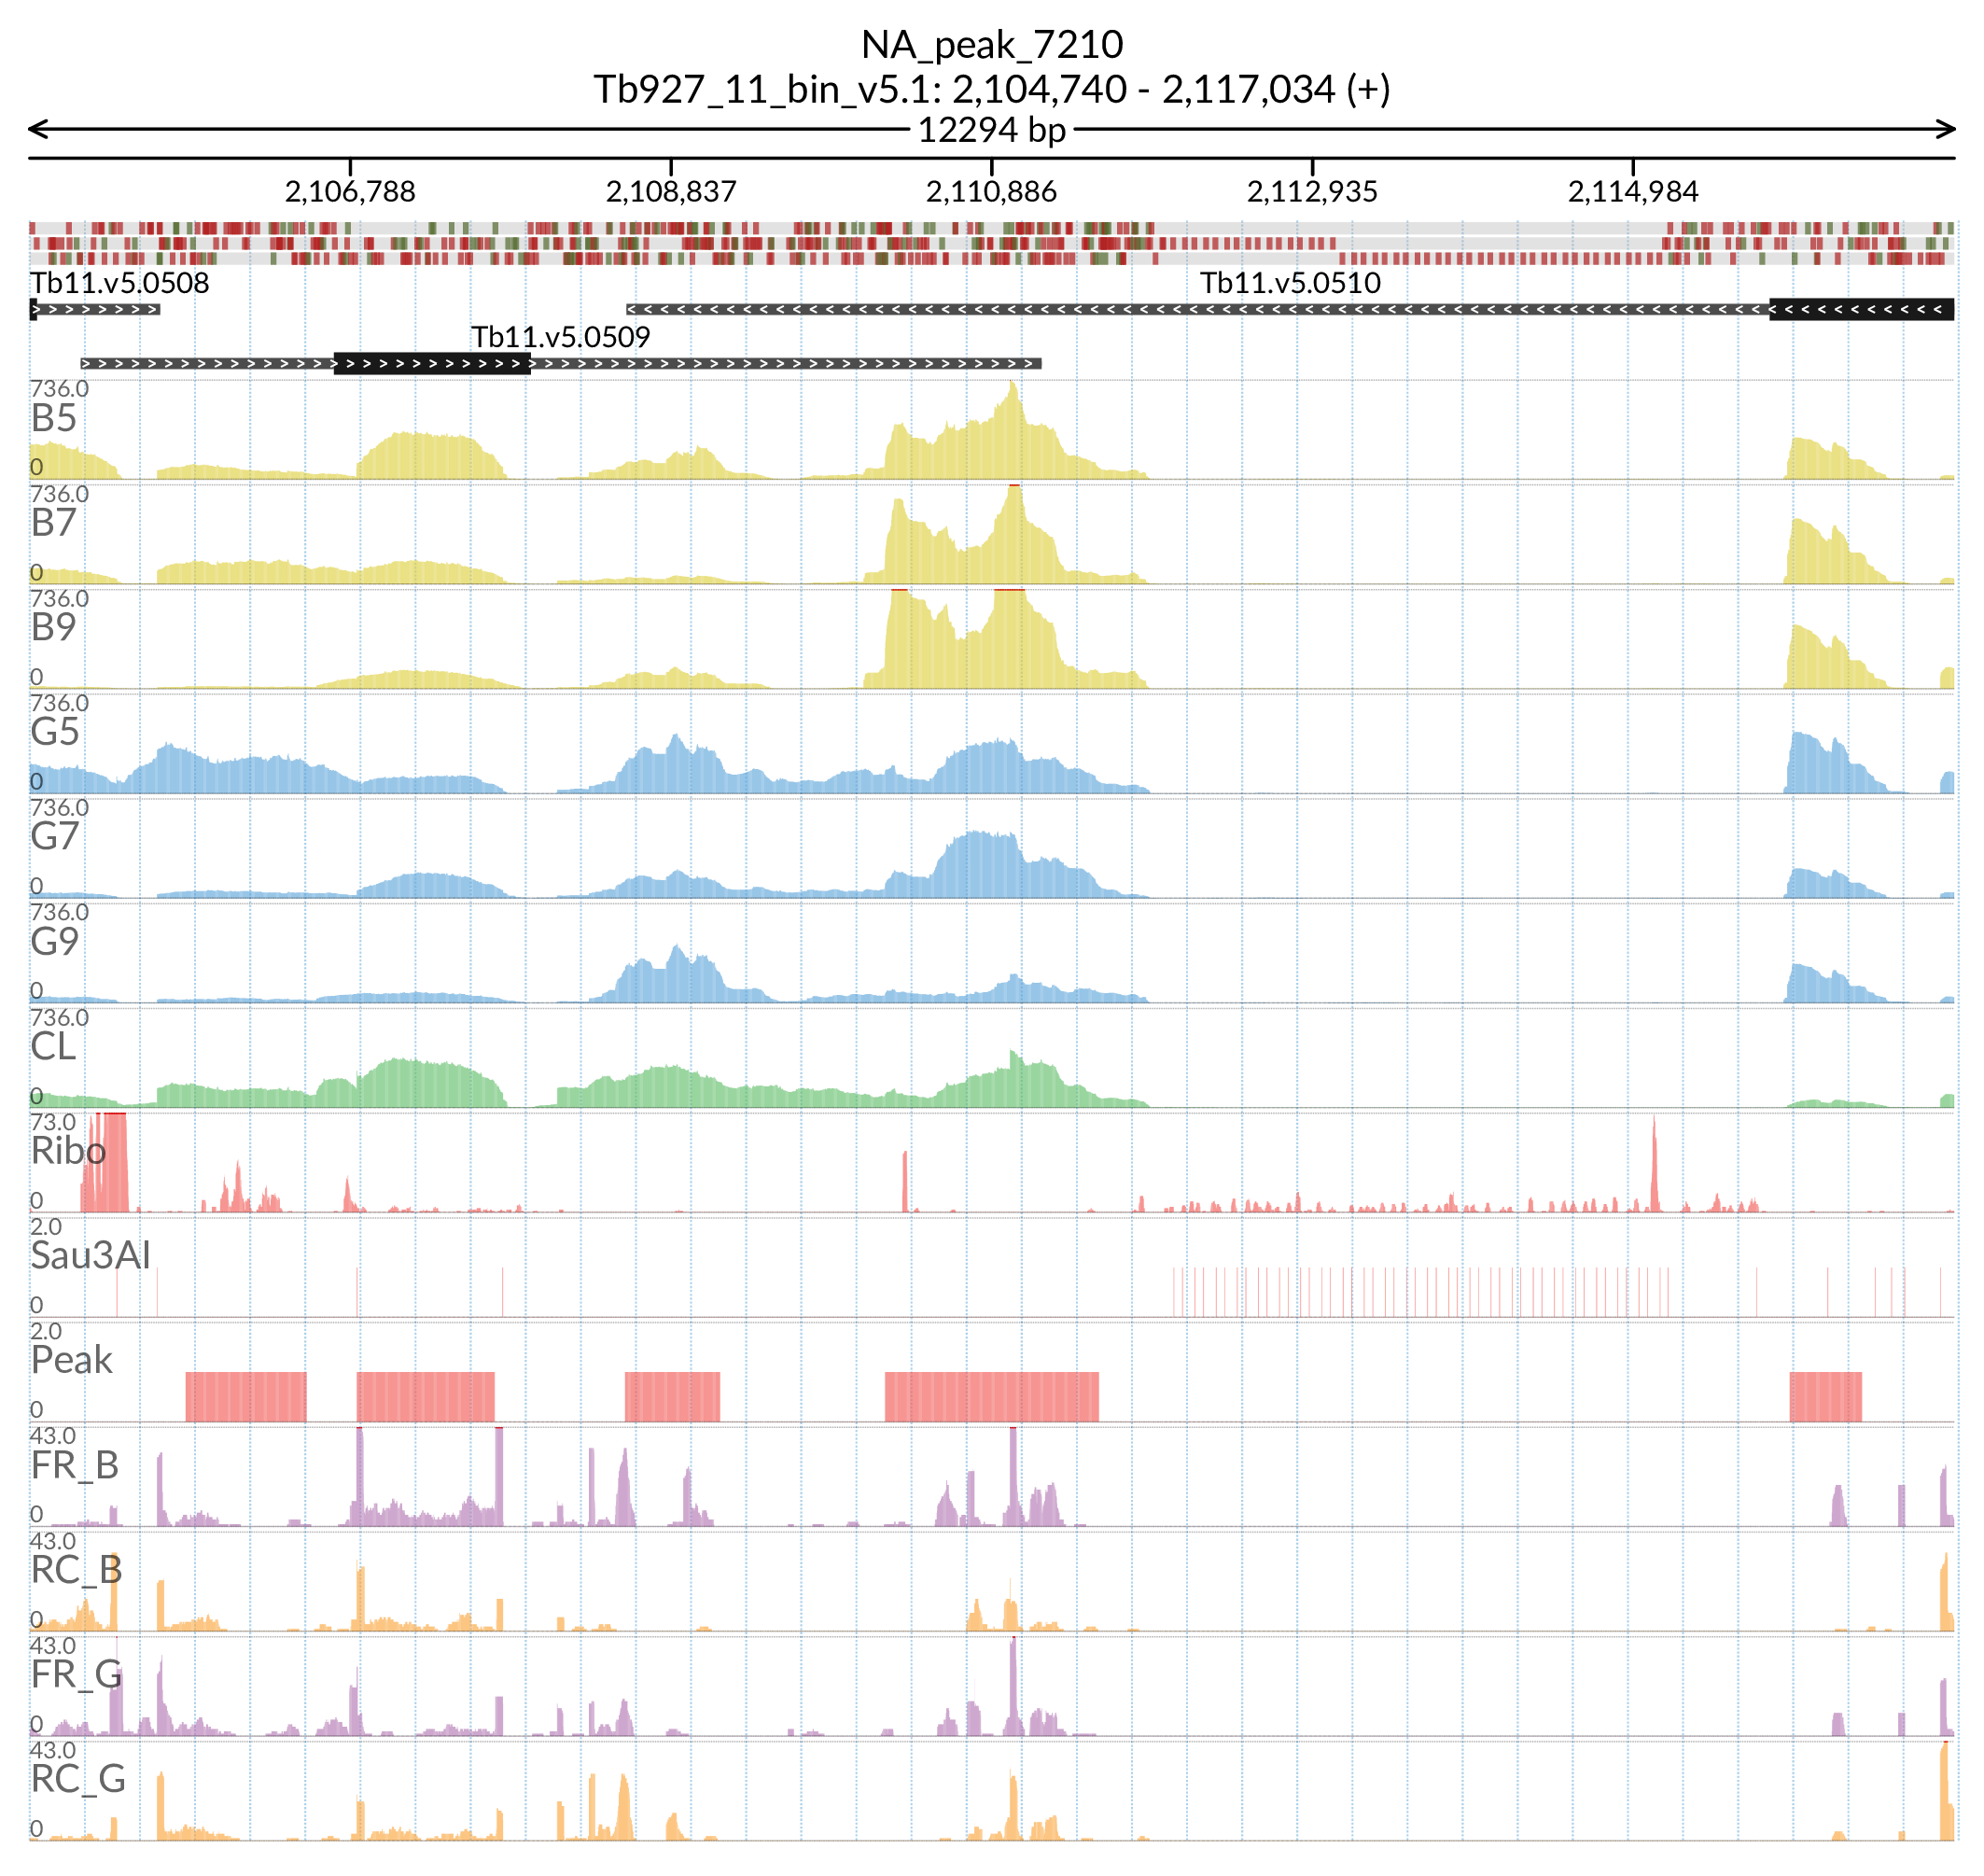 NA_peak_7210
Tb927_11_bin_v5.1: 2,104,740 - 2,117,034 (+)
12294 bp
2,106,788 2,108,837 2,110,886 2,112,935 2,114,984
Tb11.v5.0508 Tb11.v5.0510
Tb11.v5.0509
736.0
B5
0
736.0
B7
0
736.0
B9
0
736.0
G5
0
736.0
G7
0
736.0
G9
0
736.0
CL
0
73.0
Ribo
0
2.0
Sau3AI
0
2.0
Peak
0
43.0
FR_B
0
43.0
RC_B
0
43.0
FR_G
0
43.0
RC_G
0